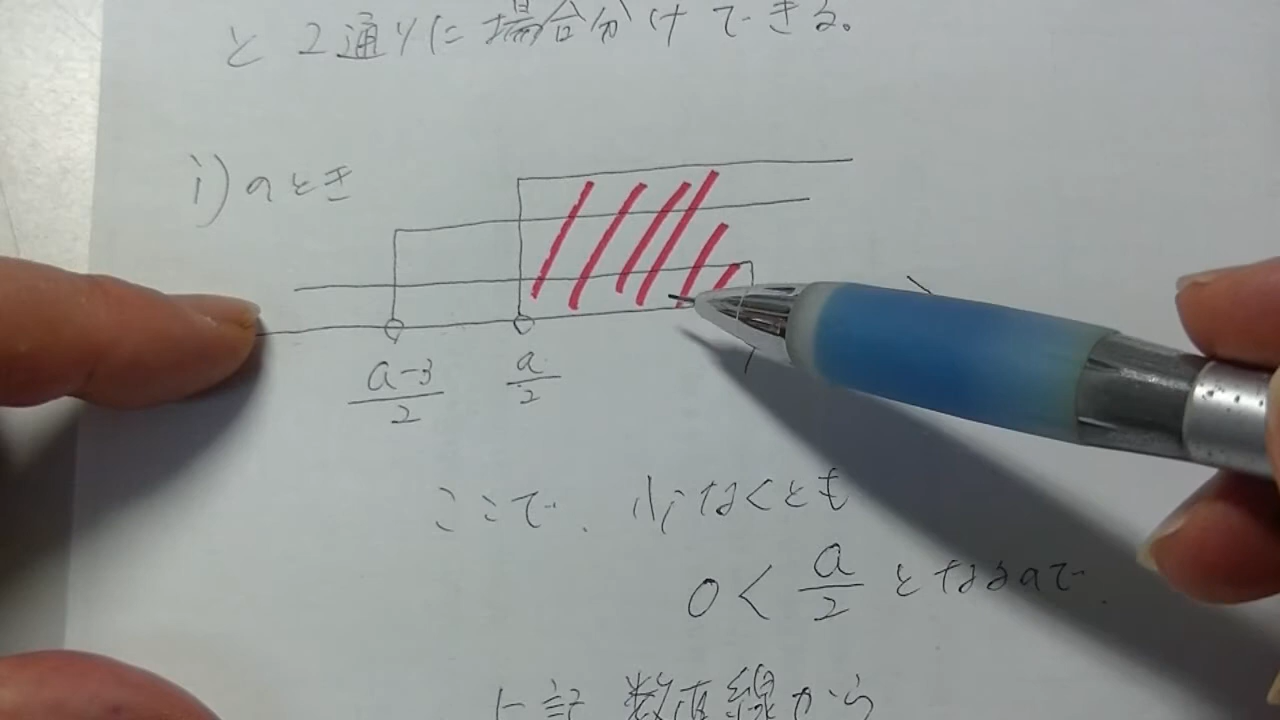 と2通りに場合分けできる。
i)のとき
a-3/2 a/2
ここで、少なくとも
0<a/2となるので、
上記数直線から